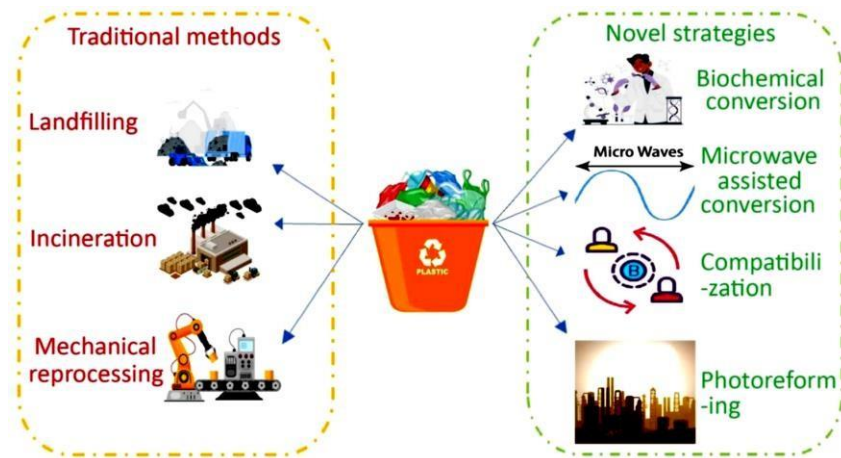 Traditional methods
Landfilling
Incineration
Mechanical
reprocessing
PLASTIC
Novel strategies
Biochemical
conversion
Micro Waves
Microwave
assisted
conversion
B
Compatibili
-zation
Photoreform
-ing